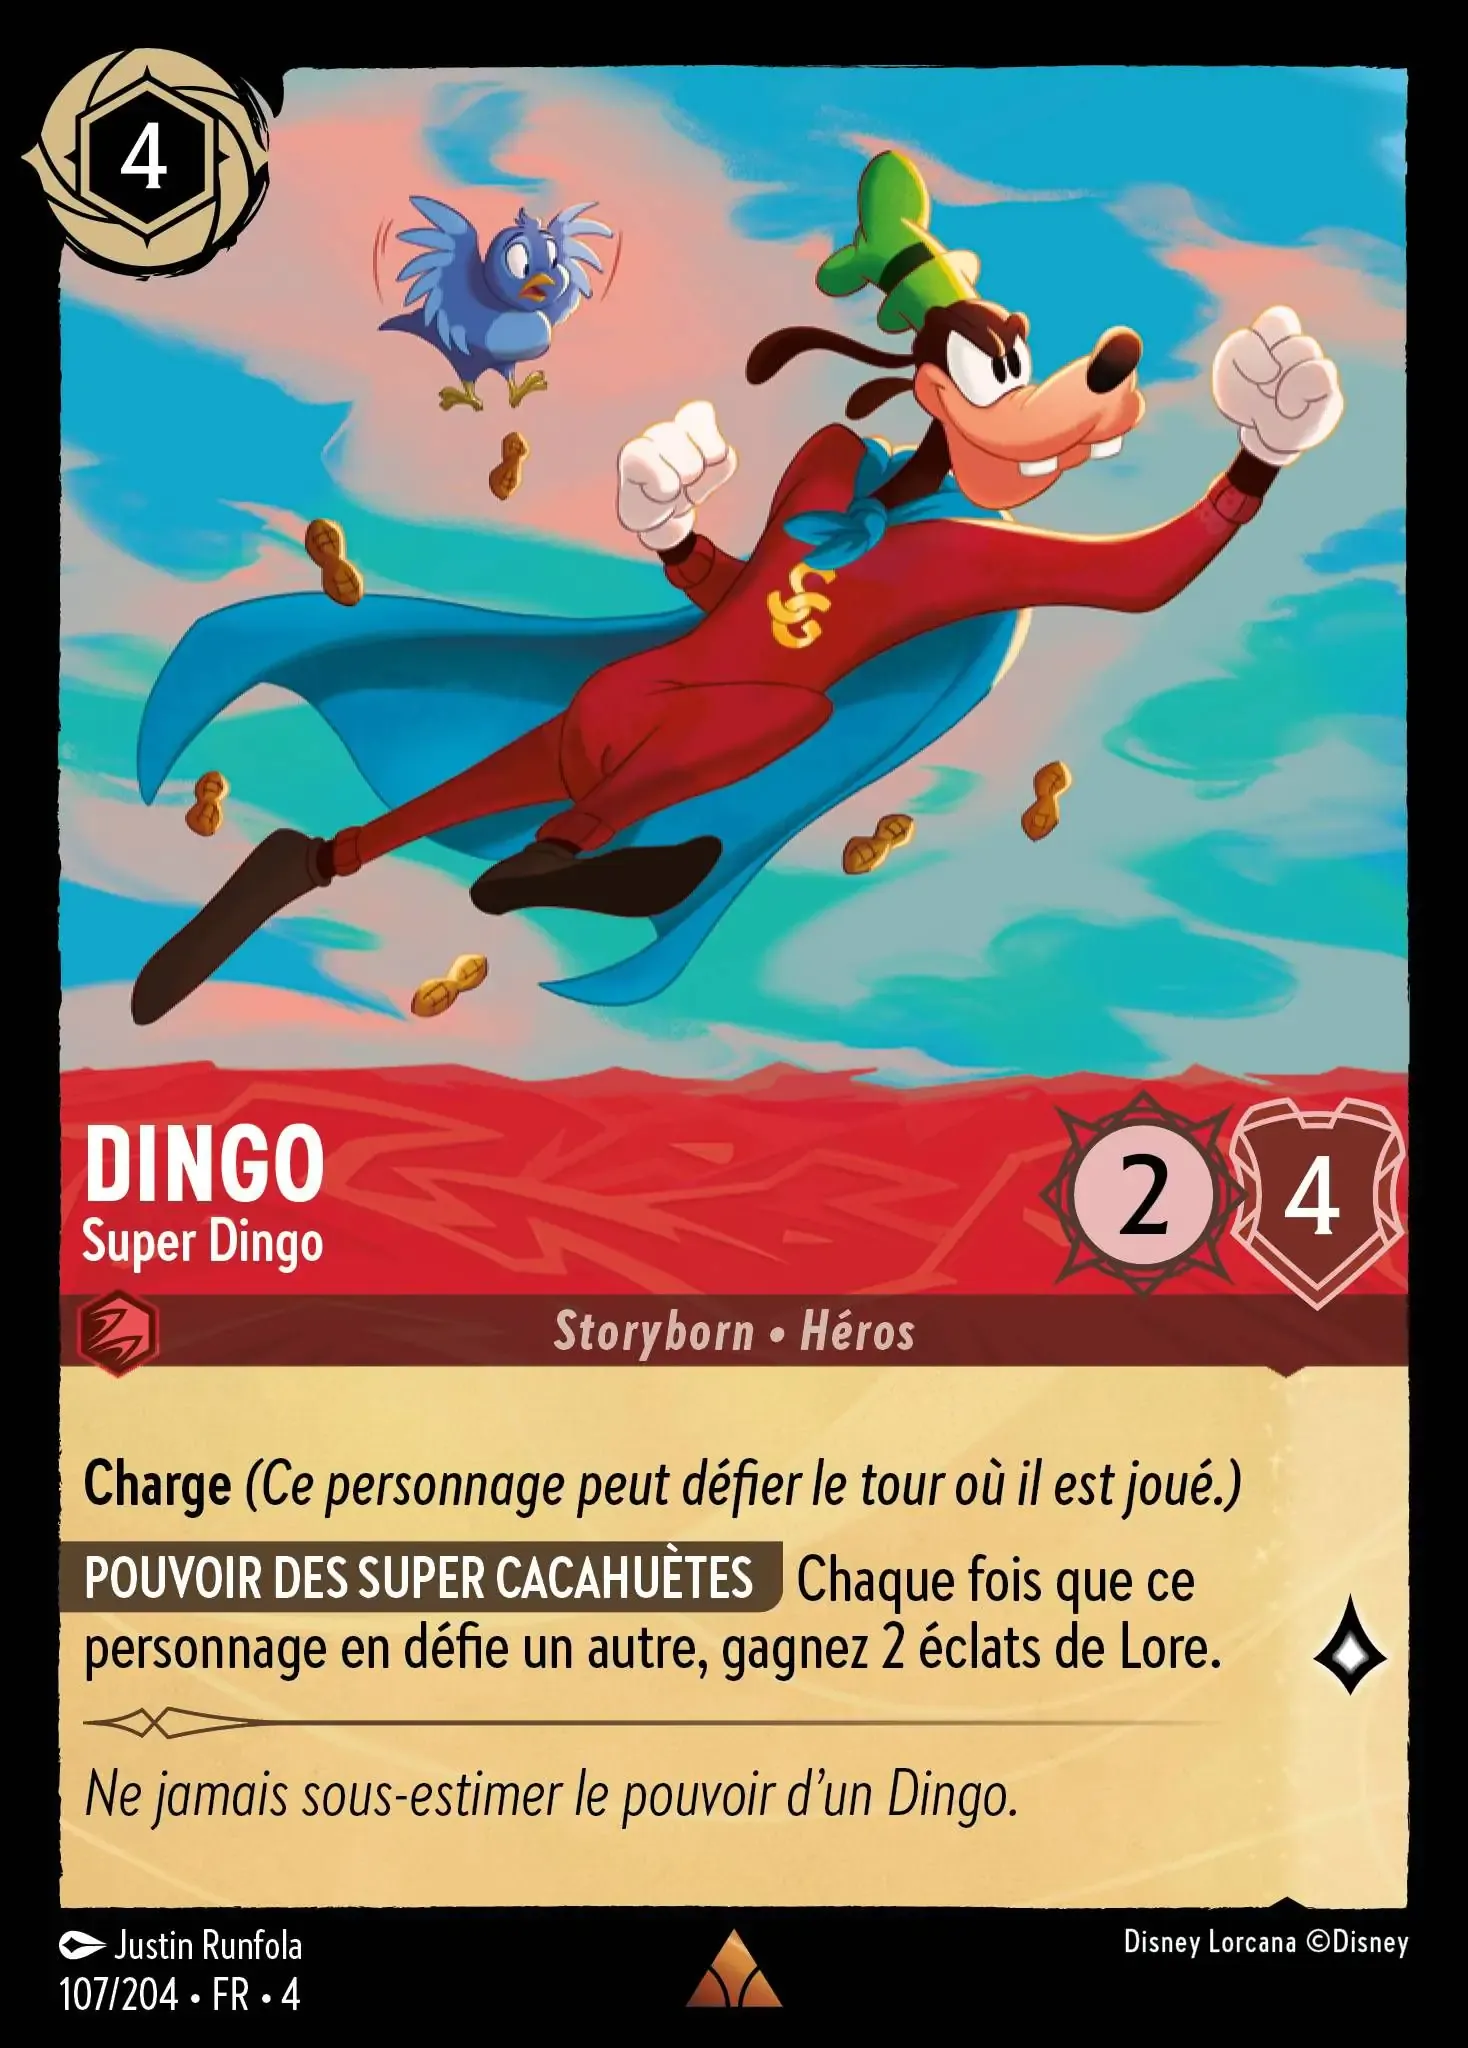 4
SG
DINGO
Super Dingo
2
4
Storyborn • Héros
Charge (Ce personnage peut défier le tour où il est joué.)
POUVOIR DES SUPER CACAHUÈTES Chaque fois que ce
personnage en défie un autre, gagnez 2 éclats de Lore.
Ne jamais sous-estimer le pouvoir d’un Dingo.
Justin Runfola
Disney Lorcana ©Disney
107/204 • FR • 4